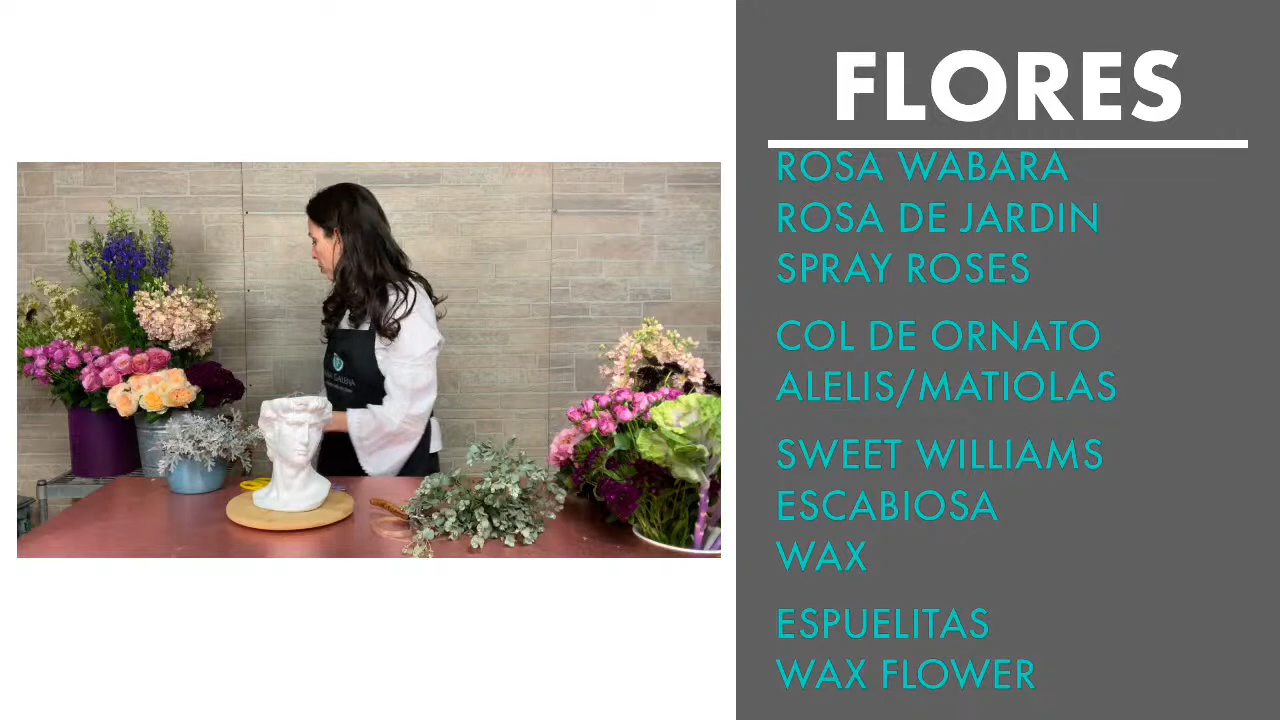 FLORES
ROSA WABARA
ROSA DE JARDIN
SPRAY ROSES
COL DE ORNATO
ALELIS/MATIOLAS
SWEET WILLIAMS
ESCABIOSA
WAX
ESPUELITAS
WAX FLOWER